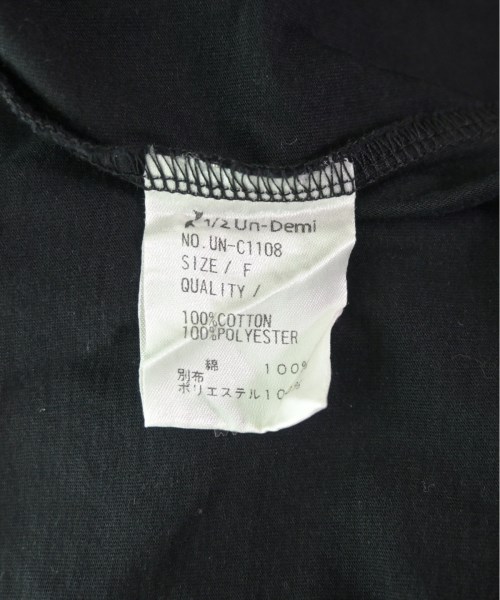 1/2 Un-Demi
NO.UN-C1108
SIZE/ F
QUALITY/
100%COTTON
100%POLYESTER
綿 100%
別布
ポリエステル